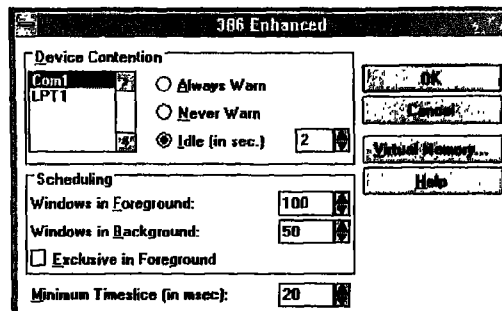 386 Enhanced
Device Contention
Com1
LPT1
Always Warn
Never Warn
Idle (in sec.) 2
OK
Cancel
Virtual Memory...
Help
Scheduling
Windows in Foreground: 100
Windows in Background: 50
Exclusive in Foreground
Minimum Timeslice (in msec): 20